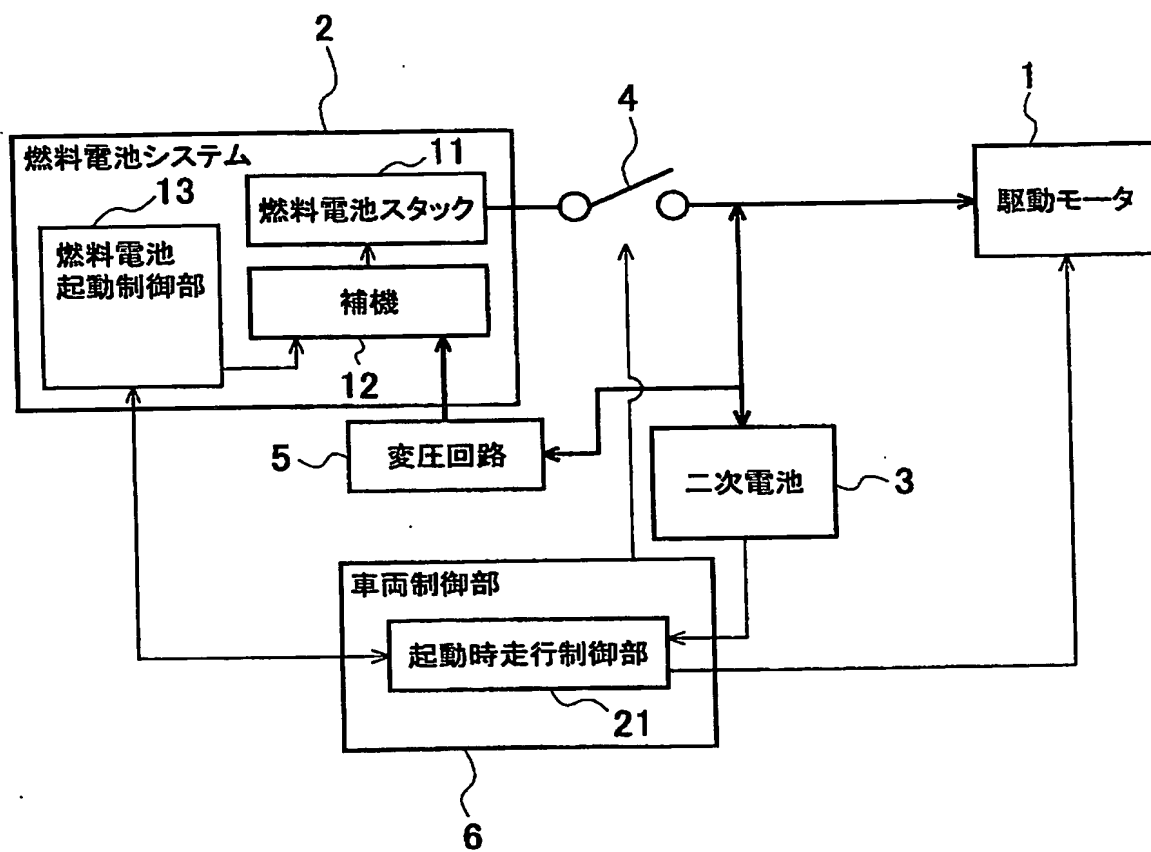 2
1
4
燃料電池システム
11
13
燃料電池スタック
駆動モータ
燃料電池
起動制御部
補機
12
5
変圧回路
二次電池
3
車両制御部
起動時走行制御部
21
6